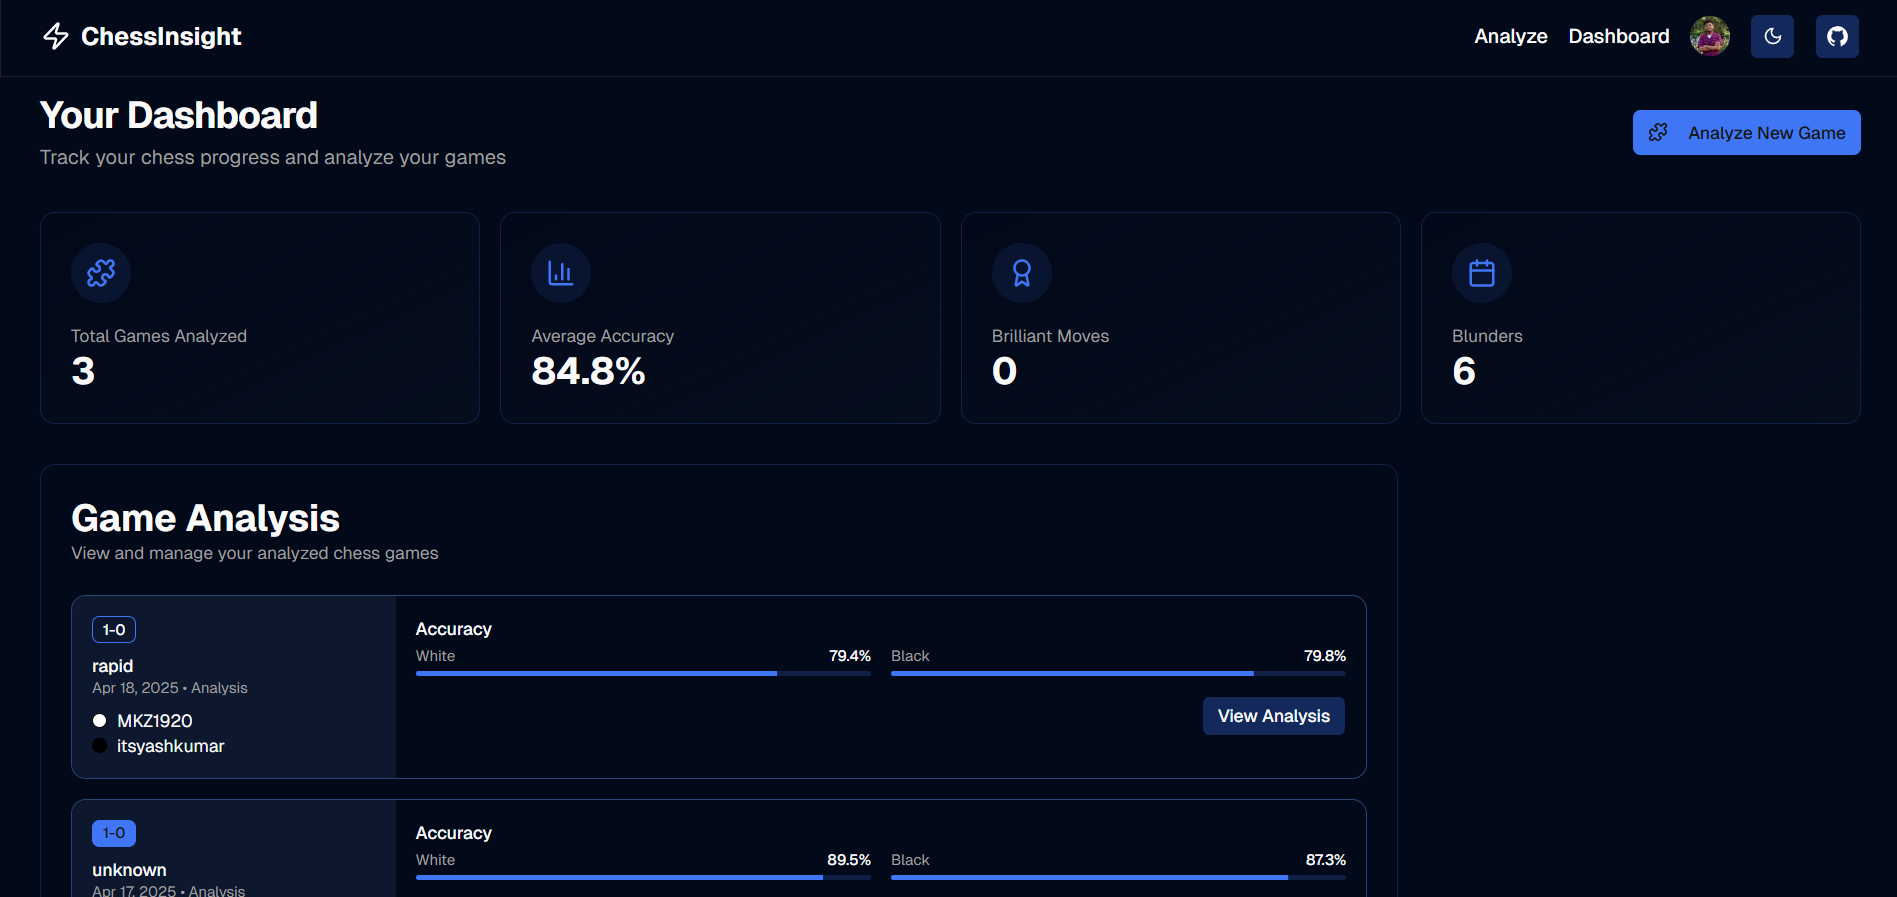 ChessInsight
Analyze Dashboard
Your Dashboard
Track your chess progress and analyze your games
Analyze New Game
Total Games Analyzed
3
Average Accuracy
84.8%
Brilliant Moves
0
Blunders
6
Game Analysis
View and manage your analyzed chess games
1-0
rapid
Apr 18, 2025 • Analysis
MKZ1920
itsyashkumar
Accuracy
White 79.4% Black 79.8%
View Analysis
1-0
unknown
Apr 17, 2025 • Analysis
Accuracy
White 89.5% Black 87.3%